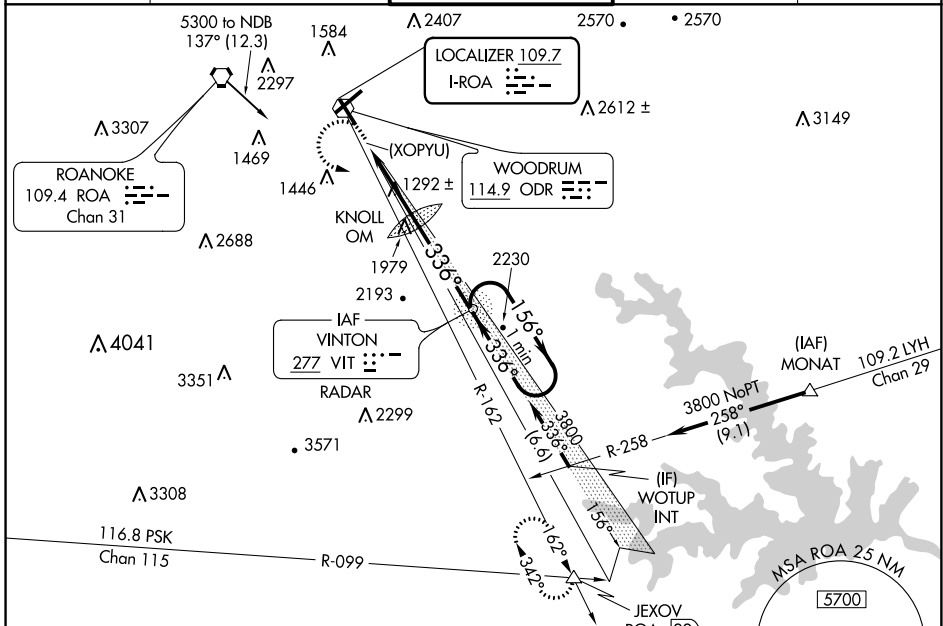 5300 to NDB
137° (12.3)
1584
2407
2570
2570
2297
LOCALIZER 109.7
I-ROA
2612 ±
3149
3307
1469
(XOPYU)
ROANOKE
109.4 ROA
Chan 31
WOODRUM
114.9 ODR
1446
1292 ±
KNOLL
OM
2688
1979
336°
2230
2193
156°
1 min
IAF
VINTON
277 VIT
RADAR
336°
4041
(IAF)
MONAT
109.2 LYH
Chan 29
3351
R-162
3800 NoPT
258°
(9.1)
2299
3800
336°
(6.6)
R-258
3571
(IF)
WOTUP
INT
3308
156°
116.8 PSK
Chan 115
R-099
162°
342°
MSA ROA 25 NM
5700
JEXOV